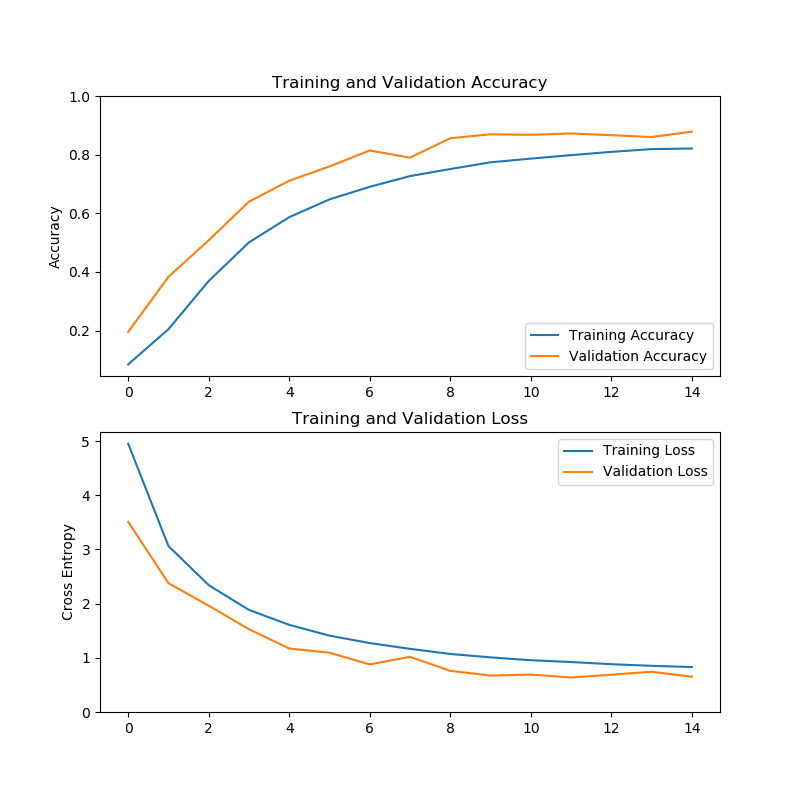 Training and Validation Accuracy
1.0
0.8
0.6
0.4
0.2
Accuracy
Training Accuracy
Validation Accuracy
0 2 4 6 8 10 12 14
Training and Validation Loss
5
4
3
2
1
0
Cross Entropy
Training Loss
Validation Loss
0 2 4 6 8 10 12 14